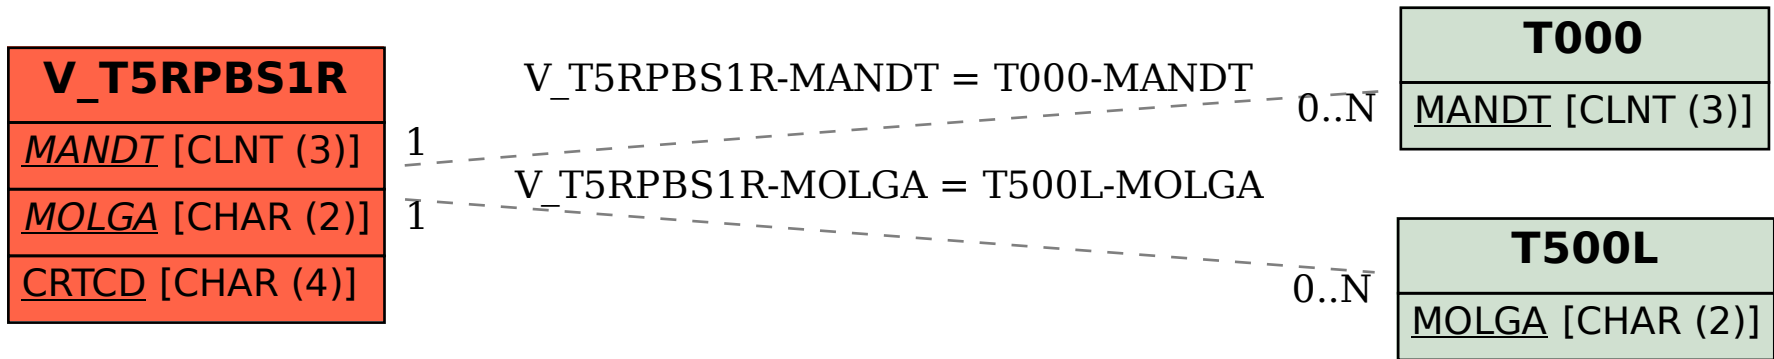 V_T5RPBS1R
MANDT [CLNT (3)]
MOLGA [CHAR (2)]
CRTCD [CHAR (4)]
V_T5RPBS1R-MANDT = T000-MANDT
1
0..N
V_T5RPBS1R-MOLGA = T500L-MOLGA
1
0..N
T000
MANDT [CLNT (3)]
T500L
MOLGA [CHAR (2)]